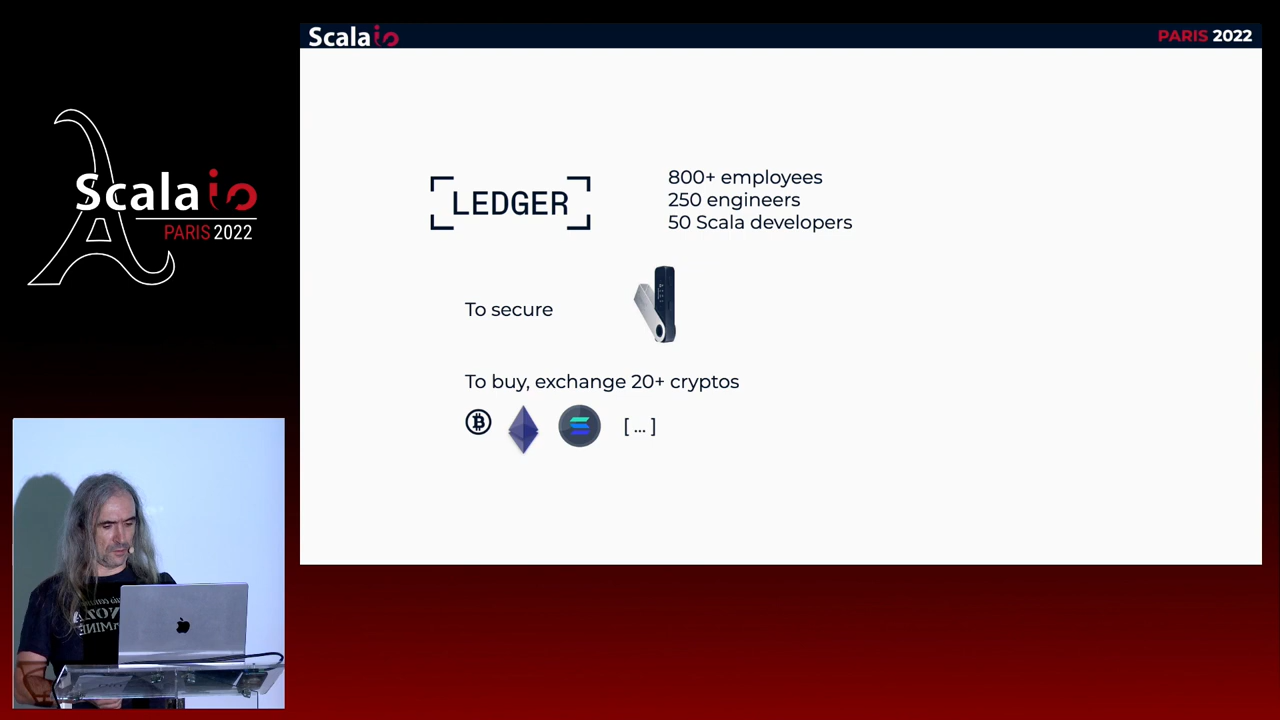 Scala io
PARIS 2022
Scala io
PARIS 2022
LEDGER
800+ employees
250 engineers
50 Scala developers
To secure
To buy, exchange 20+ cryptos
[ ... ]